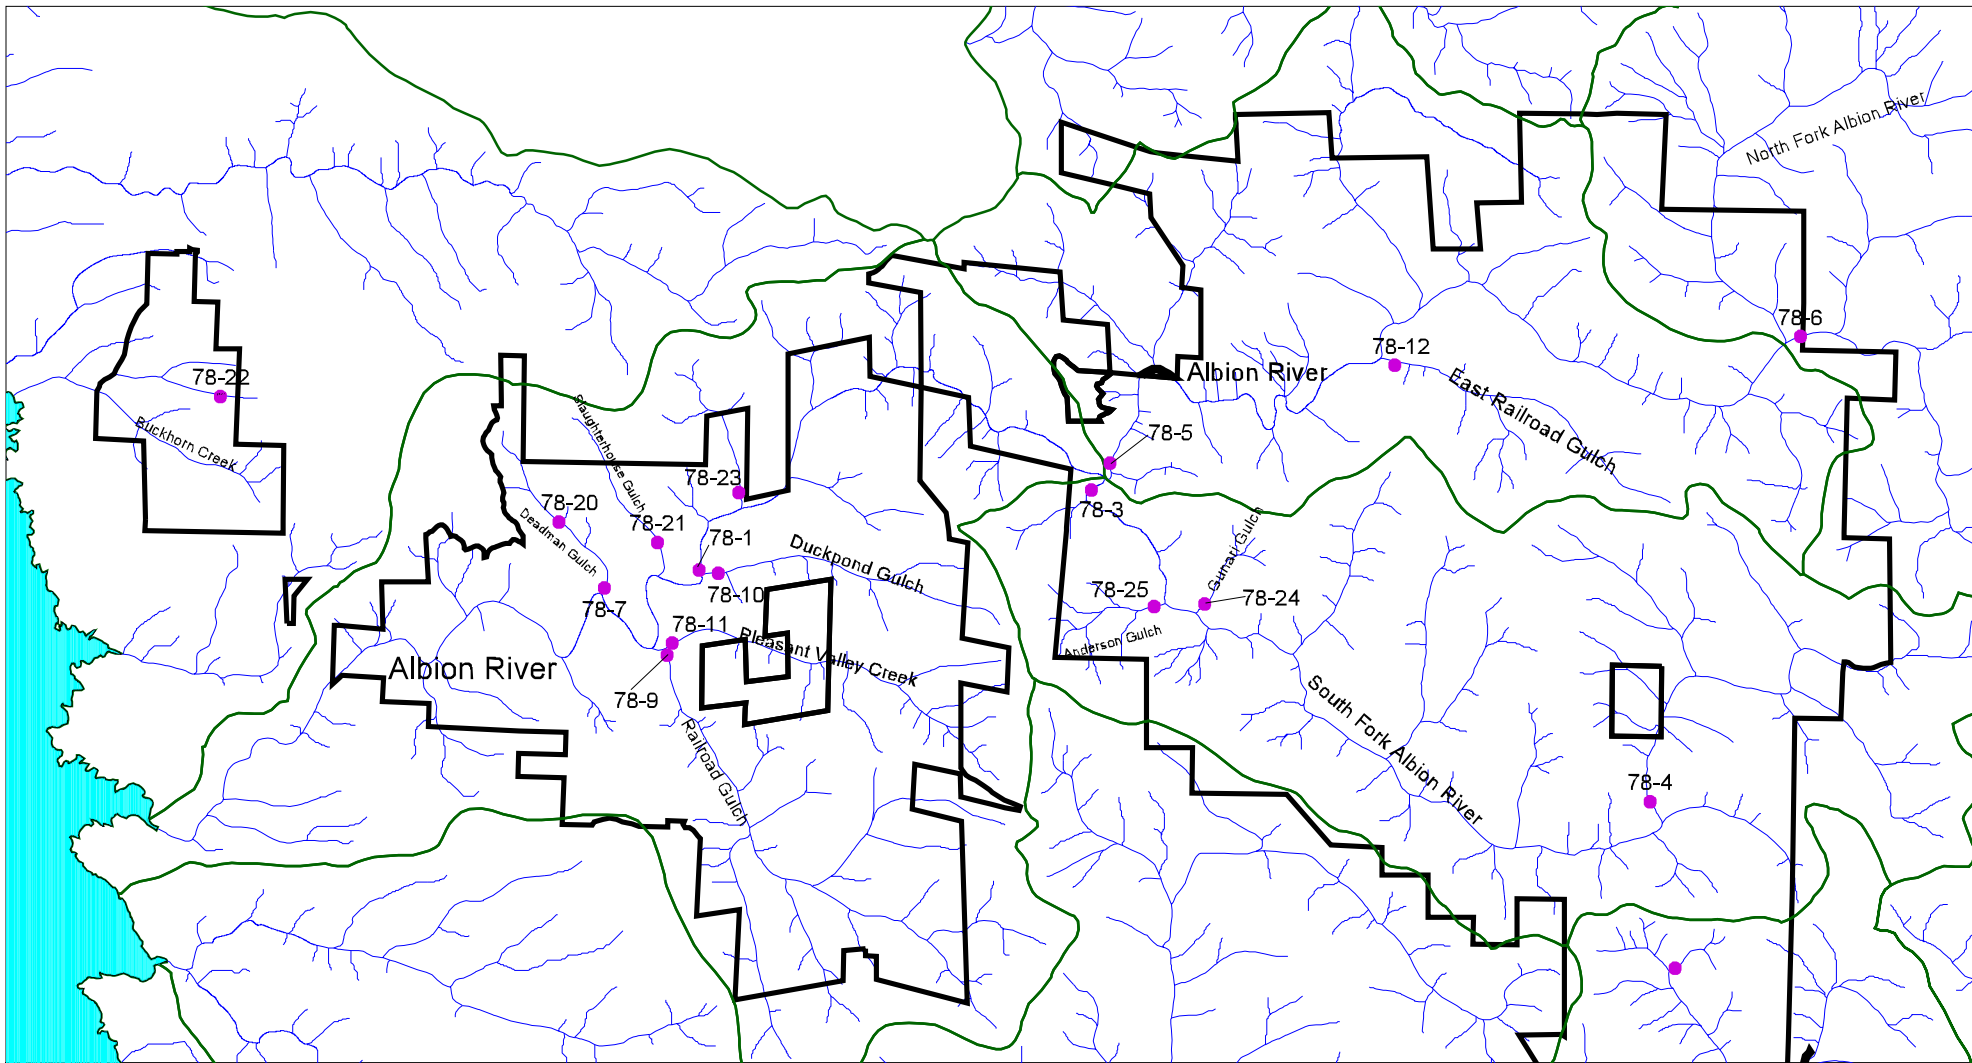 North Fork Albion River
78-6
78-12
Albion River
78-22
East Railroad Gulch
Slaughterhouse Gulch
Buckhorn Creek
78-5
78-23
78-20
78-3
Deadman Gulch
78-21
Gunari Gulch
78-1
Duckpond Gulch
78-10
78-25
78-24
78-7
78-11
Pleasant Valley Creek
Anderson Gulch
Albion River
78-9
South Fork Albion River
Railroad Gulch
78-4